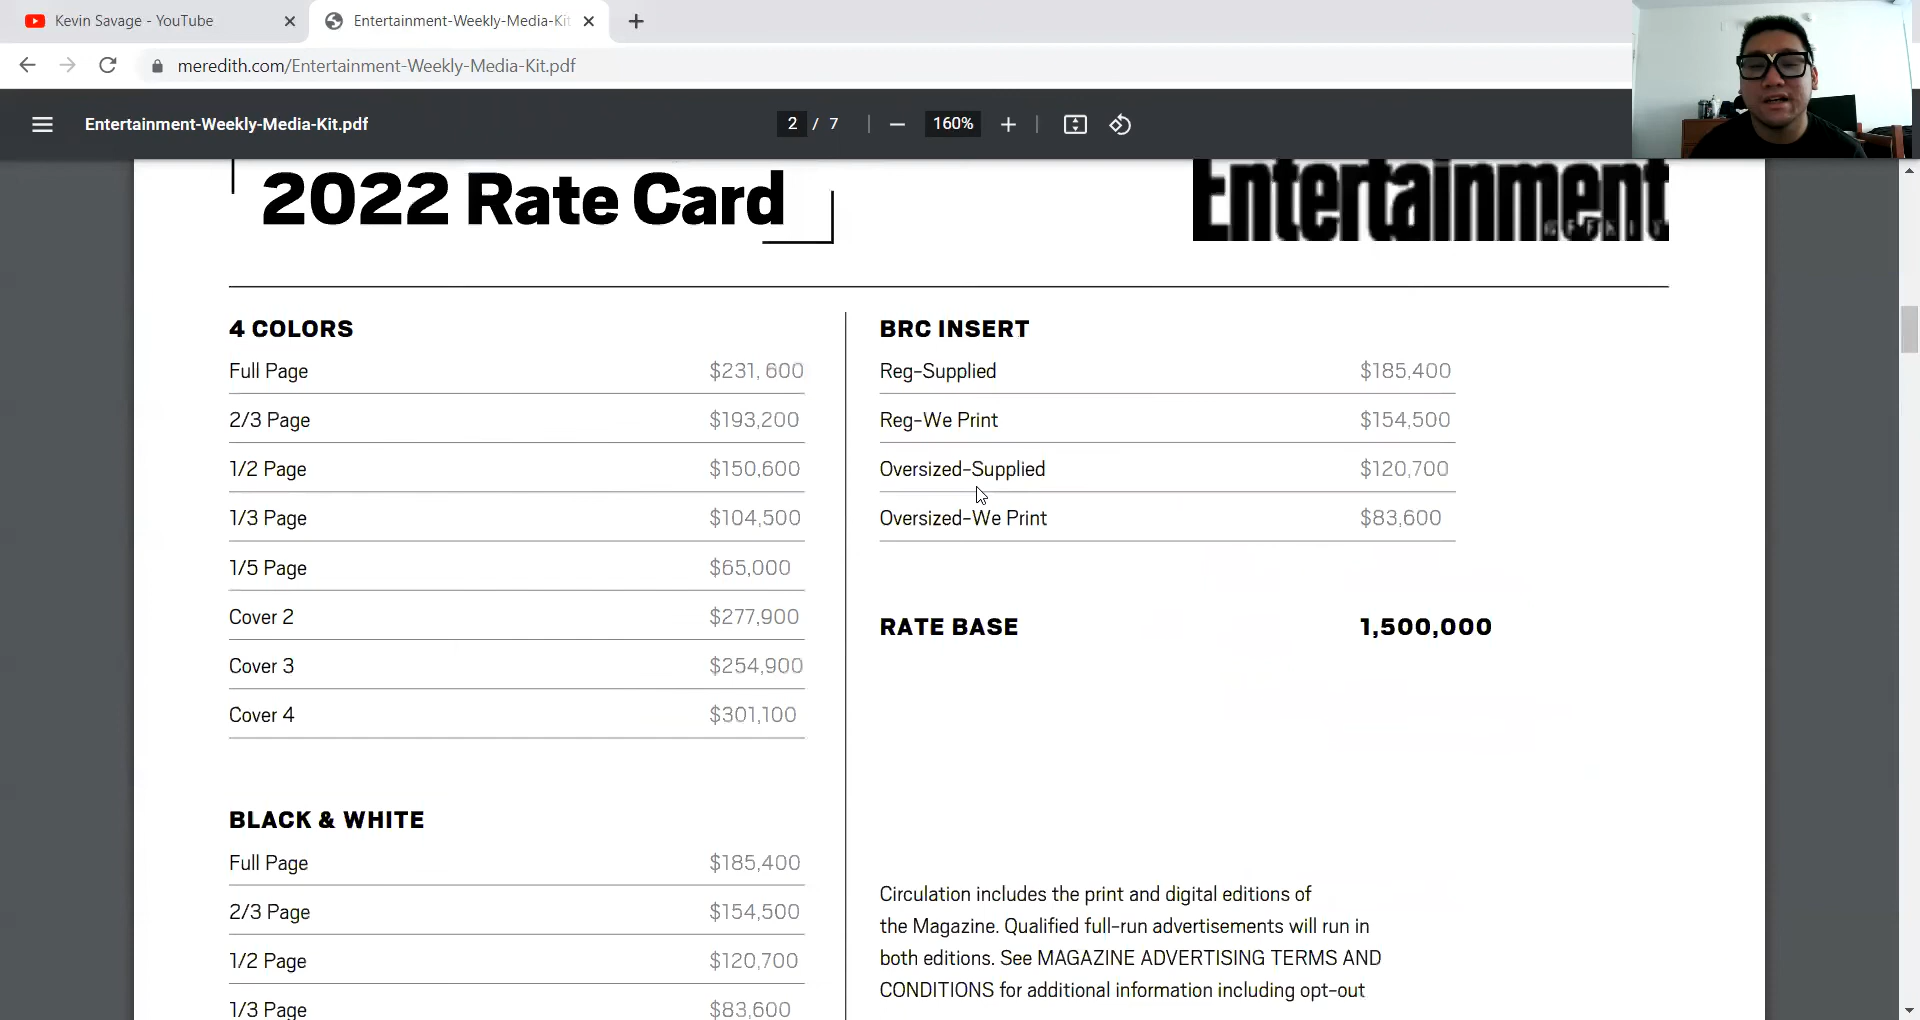 Kevin Savage - YouTube
Entertainment-Weekly-Media-Kit
meredith.com/Entertainment-Weekly-Media-Kit.pdf
Entertainment-Weekly-Media-Kit.pdf
2 / 7
160%
2022 Rate Card
Entertainment
WEEKLY
4 COLORS
Full Page $231, 600
2/3 Page $193,200
1/2 Page $150,600
1/3 Page $104,500
1/5 Page $65,000
Cover 2 $277,900
Cover 3 $254,900
Cover 4 $301,100
BLACK & WHITE
Full Page $185,400
2/3 Page $154,500
1/2 Page $120,700
1/3 Page $83,600
BRC INSERT
Reg-Supplied $185,400
Reg-We Print $154,500
Oversized-Supplied $120,700
Oversized-We Print $83,600
RATE BASE 1,500,000
Circulation includes the print and digital editions of
the Magazine. Qualified full-run advertisements will run in
both editions. See MAGAZINE ADVERTISING TERMS AND
CONDITIONS for additional information including opt-out